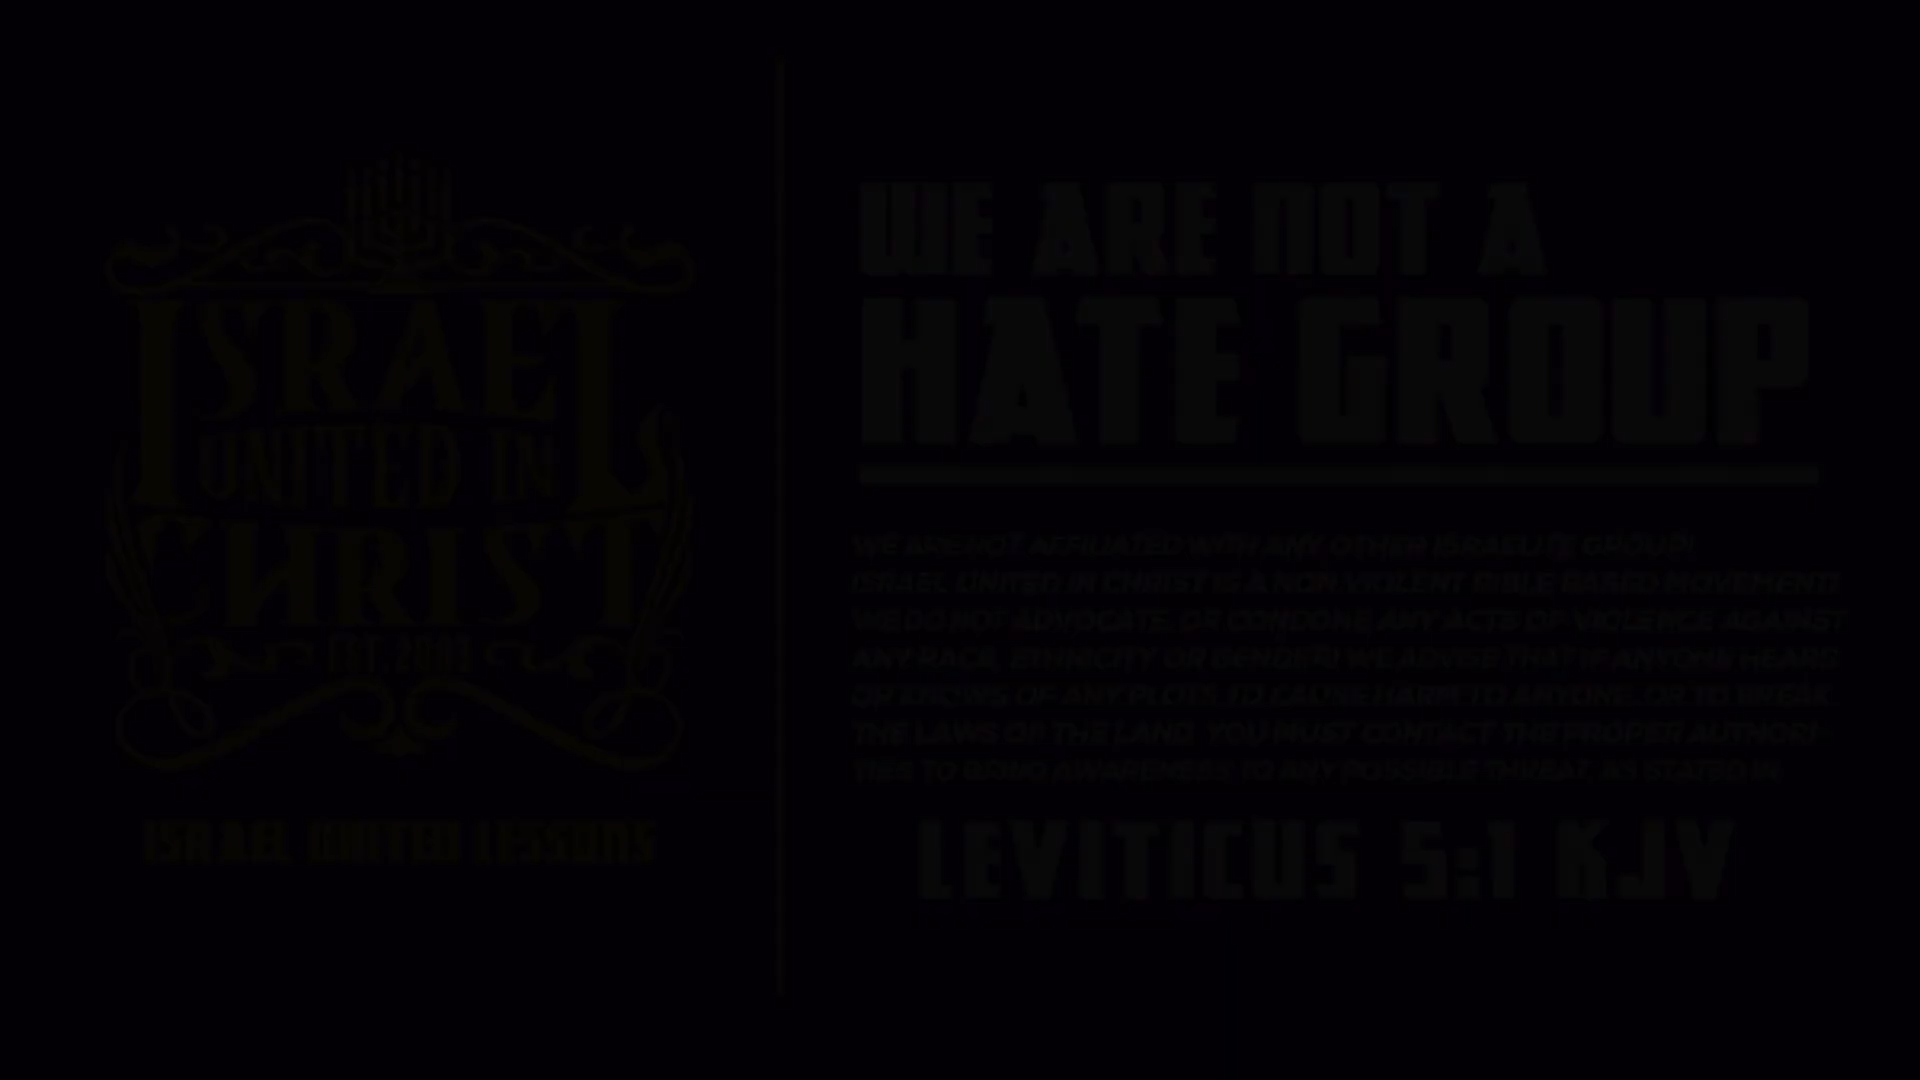 ISRAEL
UNITED IN
CHRIST
EST. 2003
ISRAEL UNITED LESSONS
WE ARE NOT A
HATE GROUP
WE ARE NOT AFFILIATED WITH ANY OTHER ISRAELITE GROUP!
ISRAEL UNITED IN CHRIST IS A NON-VIOLENT BIBLE BASED MOVEMENT!
WE DO NOT ADVOCATE, OR CONDONE ANY ACTS OF VIOLENCE AGAINST
ANY RACE, ETHNICITY OR GENDER! WE ADVISE THAT IF ANYONE HEARS
OR KNOWS OF ANY PLOTS, TO CAUSE HARM TO ANYONE, OR TO BREAK
THE LAWS OF THE LAND, YOU MUST CONTACT THE PROPER AUTHORI-
TIES TO BRING AWARENESS TO ANY POSSIBLE THREAT, AS STATED IN
LEVITICUS 5:1 KJV